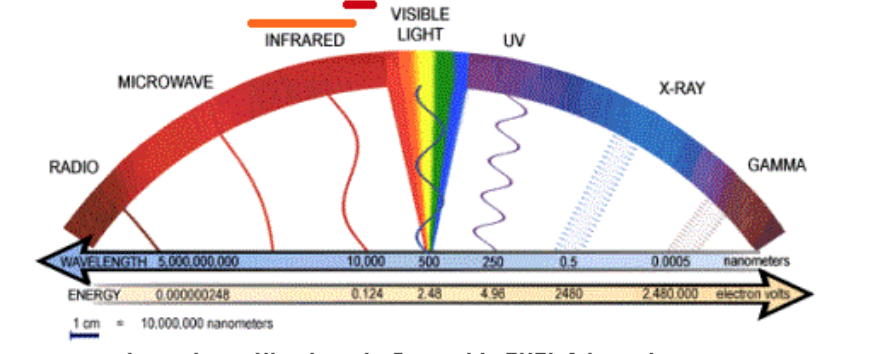 VISIBLE
LIGHT
INFRARED
UV
MICROWAVE
X-RAY
RADIO
GAMMA
WAVELENGTH 5,000,000,000 10,000 500 250 0.5 0.0005 nanometers
ENERGY 0.000000248 0.124 2.48 4.96 2480 2,480.000 electron volts
1 cm = 10,000,000 nanometers